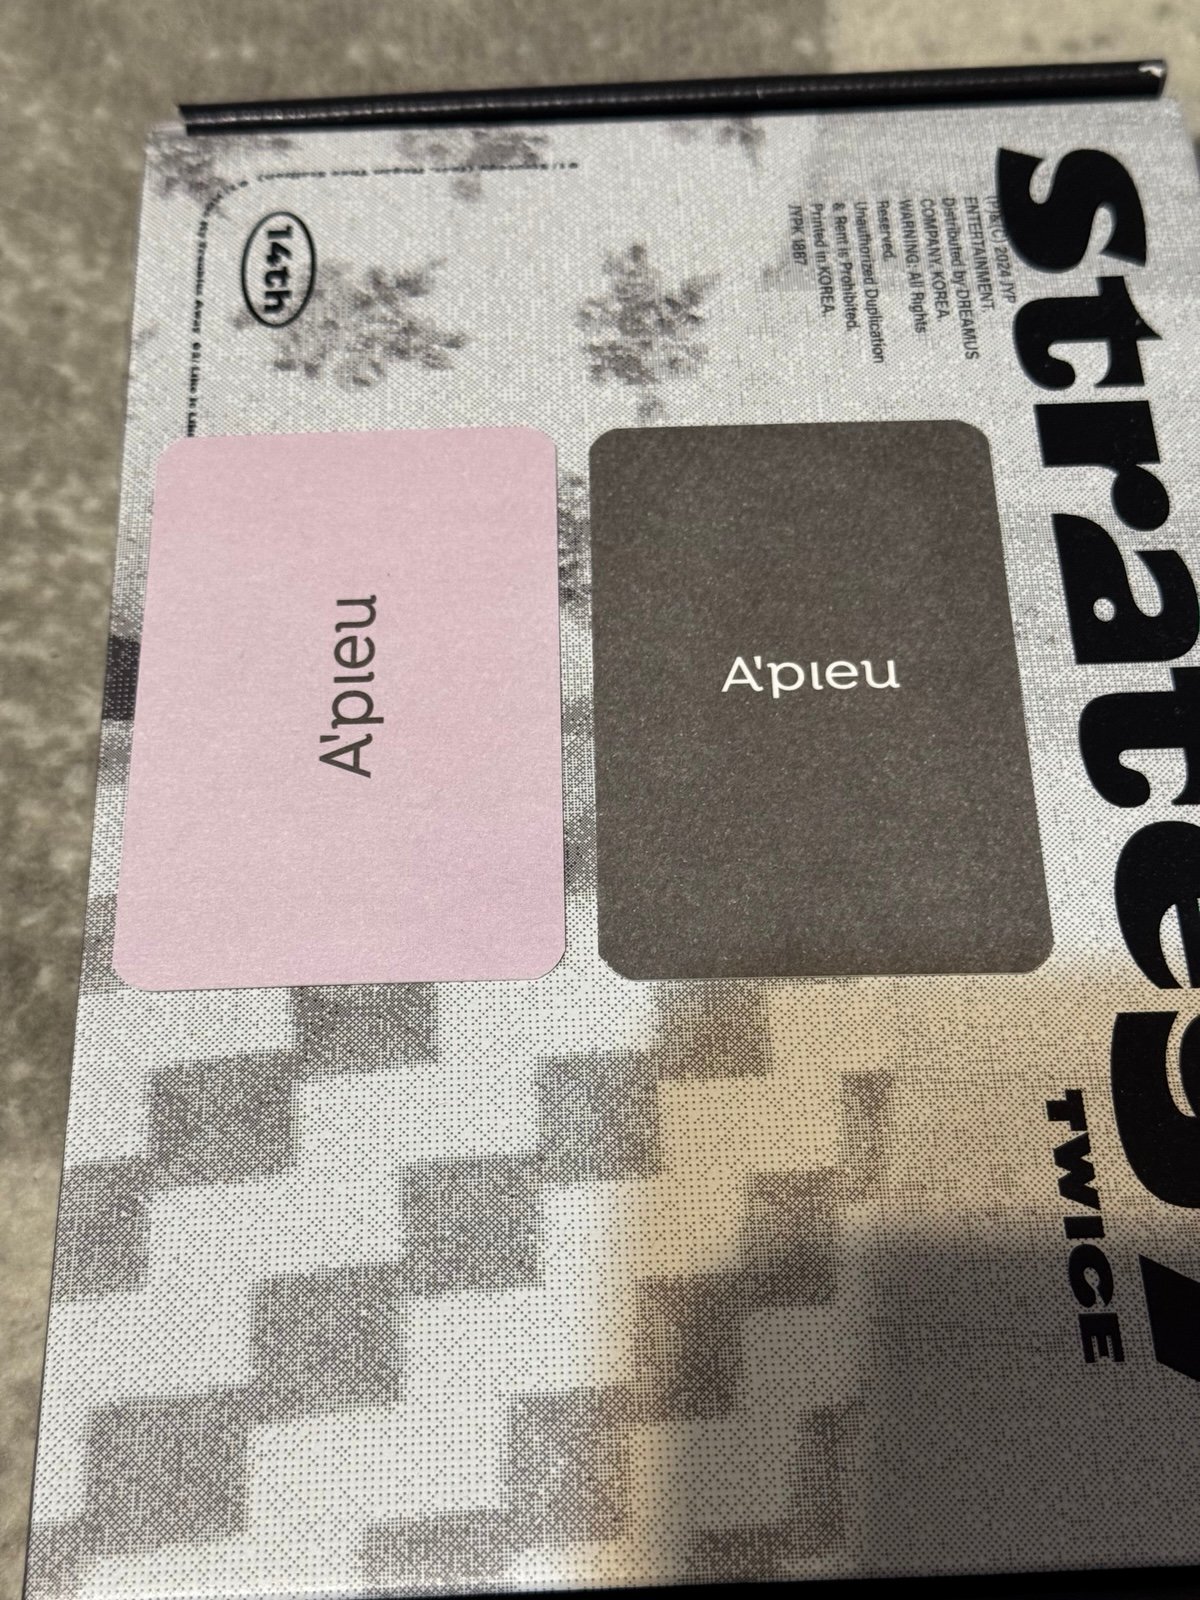 Strategy
TWICE
14th
(P)&(C) 2024 JYP
ENTERTAINMENT.
Distributed by DREAMUS
COMPANY, KOREA.
WARNING: All Rights
Reserved.
Unauthorized Duplication
& Rent is Prohibited.
Printed in KOREA.
JYPK 1867
A'pieu
A'pieu